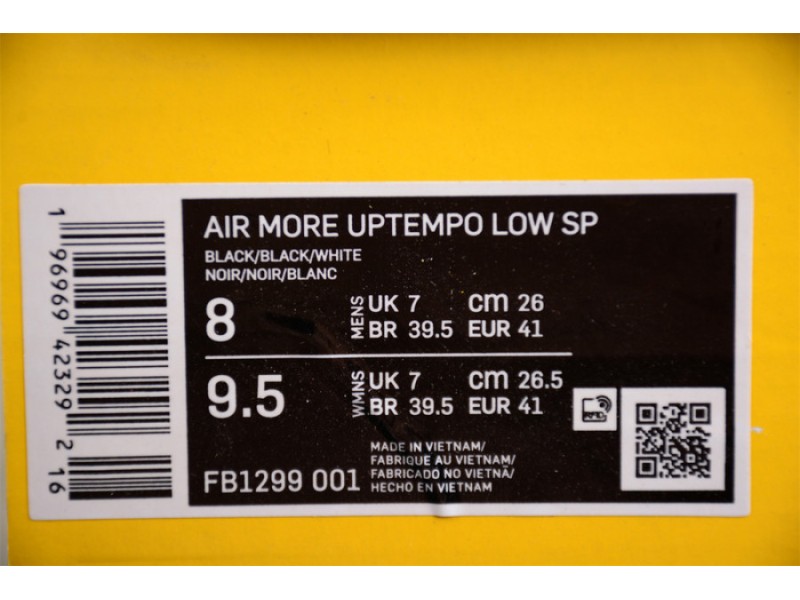 AIR MORE UPTEMPO LOW SP
BLACK/BLACK/WHITE
NOIR/NOIR/BLANC
8 MENS UK 7 CM 26
BR 39.5 EUR 41
9.5 WMNS UK 7 CM 26.5
BR 39.5 EUR 41
FB1299 001
MADE IN VIETNAM/
FABRIQUE AU VIETNAM/
FABRICADO NO VIETNÃ/
HECHO EN VIETNAM
RFID
1 96969 42329 2 16